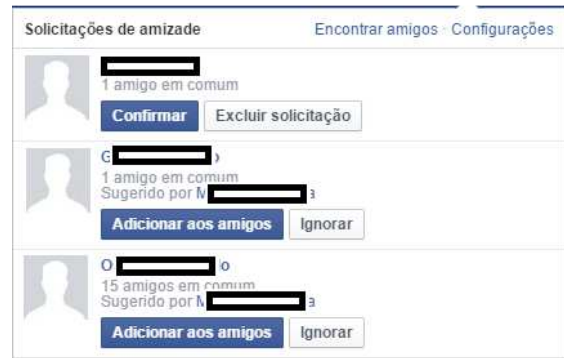 Solicitações de amizade Encontrar amigos · Configurações
1 amigo em comum
Confirmar Excluir solicitação
1 amigo em comum
Sugerido por
Adicionar aos amigos Ignorar
15 amigos em comum
Sugerido por
Adicionar aos amigos Ignorar